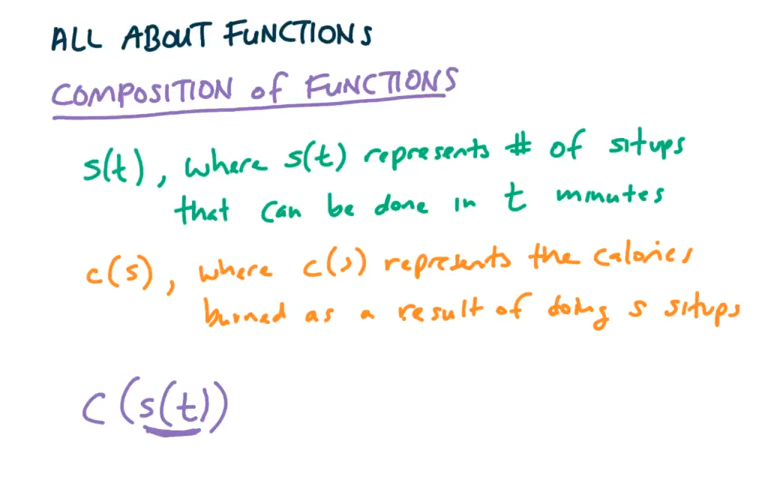 ALL ABOUT FUNCTIONS
COMPOSITION of FUNCTIONS
s(t), where s(t) represents # of situps
that can be done in t minutes
c(s), where c(s) represents the calories
burned as a result of doing s situps
C(s(t))